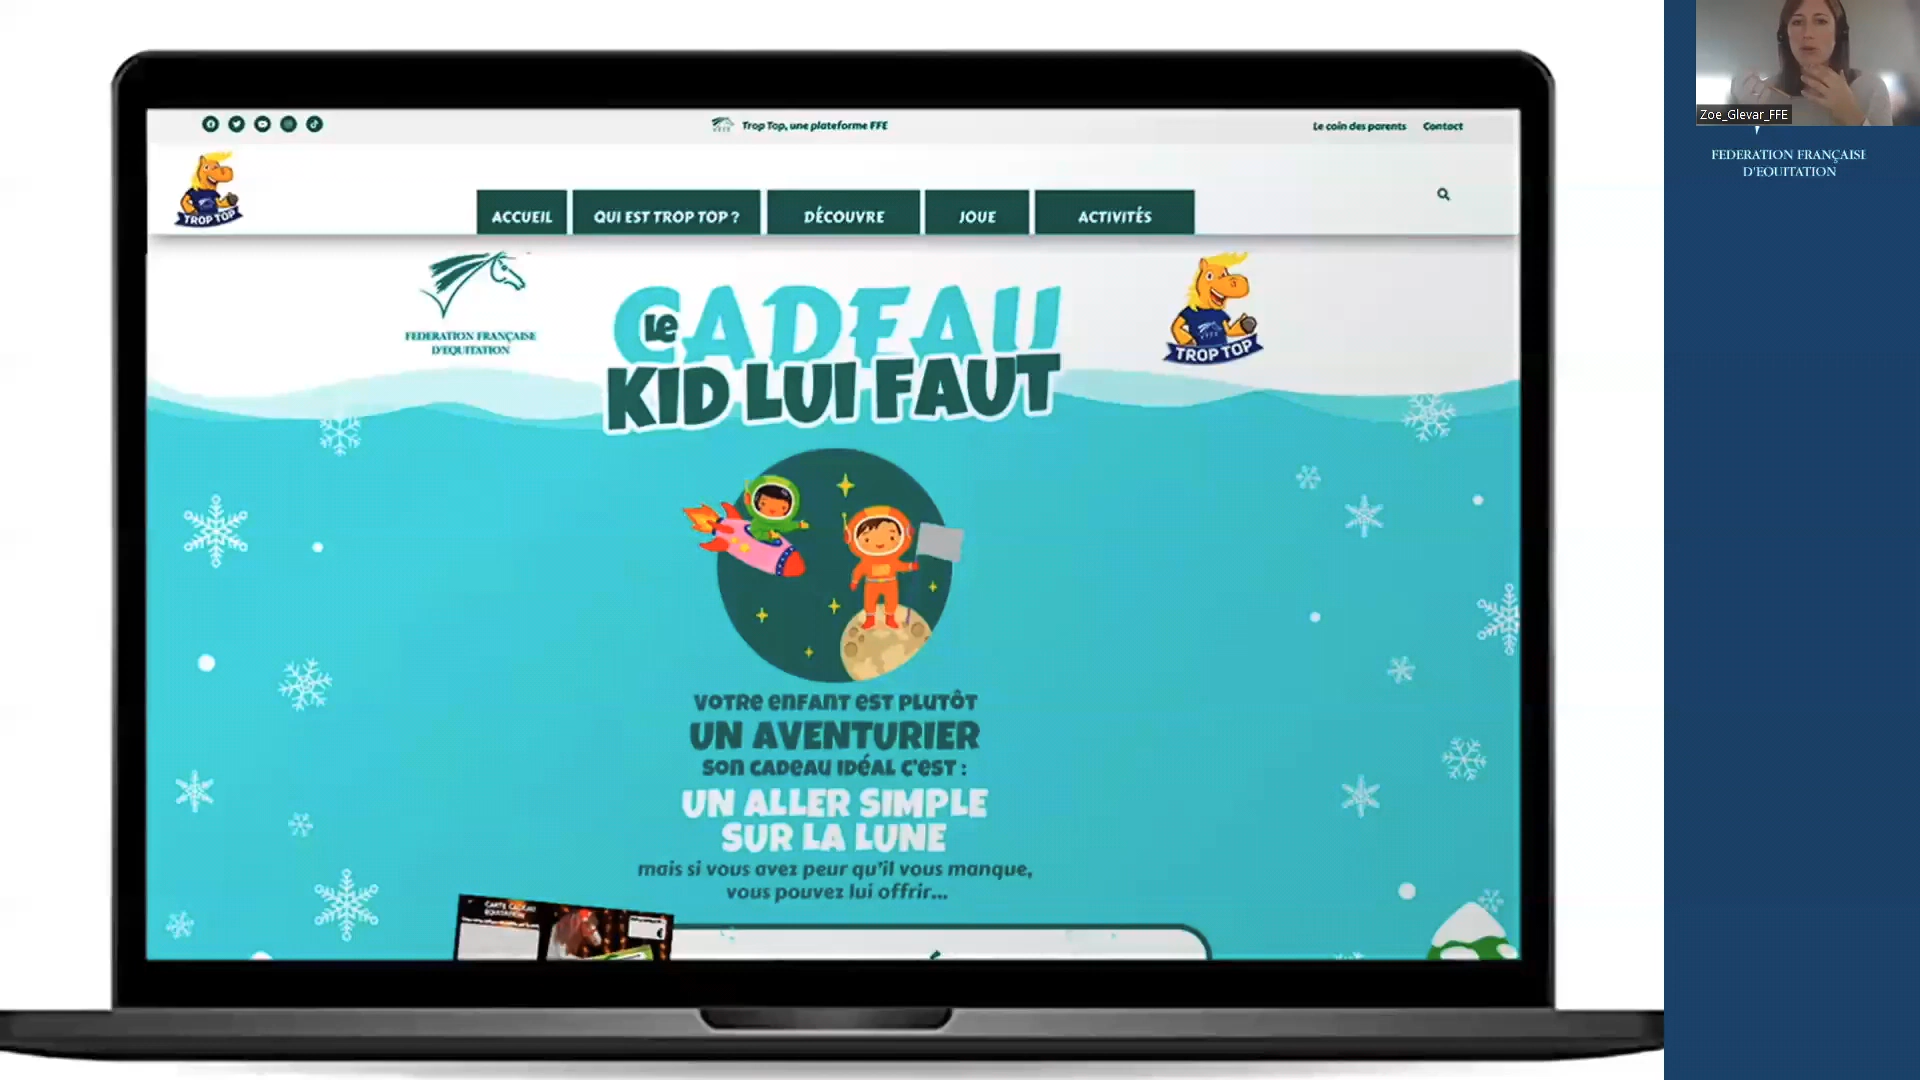 Trop Top, une plateforme FFE
Le coin des parents
Contact
TROP TOP
ACCUEIL
QUI EST TROP TOP ?
DÉCOUVRE
JOUE
ACTIVITÉS
FEDERATION FRANÇAISE
D'EQUITATION
Le CADEAU
KID LUI FAUT
TROP TOP
VOTRE ENFANT EST PLUTÔT
UN AVENTURIER
SON CADEAU IDÉAL C'EST :
UN ALLER SIMPLE
SUR LA LUNE
mais si vous avez peur qu'il vous manque,
vous pouvez lui offrir...
CARTE CADEAU
EQUITATION
Zoe_Glevar_FFE
FEDERATION FRANÇAISE
D'EQUITATION